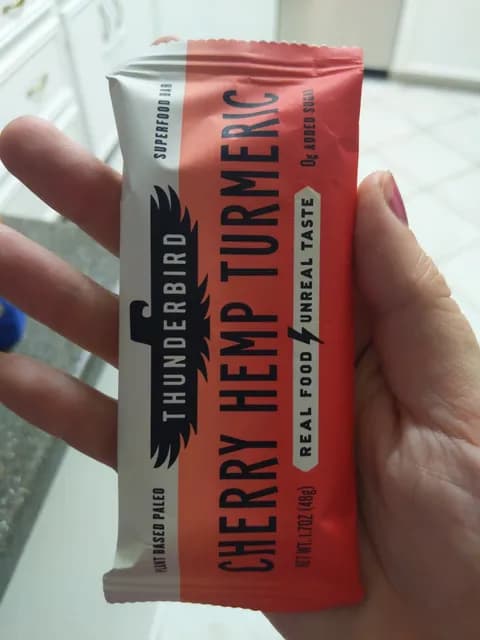 PLANT BASED PALEO
SUPERFOOD BAR
THUNDERBIRD
CHERRY HEMP TURMERIC
REAL FOOD UNREAL TASTE
NET WT. 1.7OZ (48g)
0g ADDED SUGAR